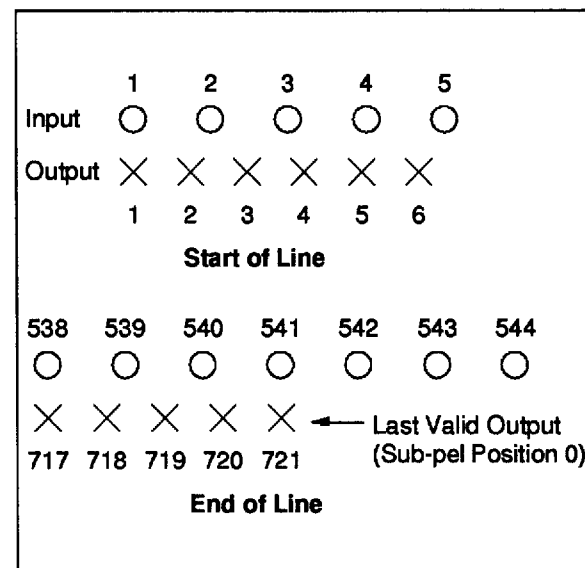 1 2 3 4 5
Input
Output
1 2 3 4 5 6
Start of Line
538 539 540 541 542 543 544
Last Valid Output
(Sub-pel Position 0)
717 718 719 720 721
End of Line